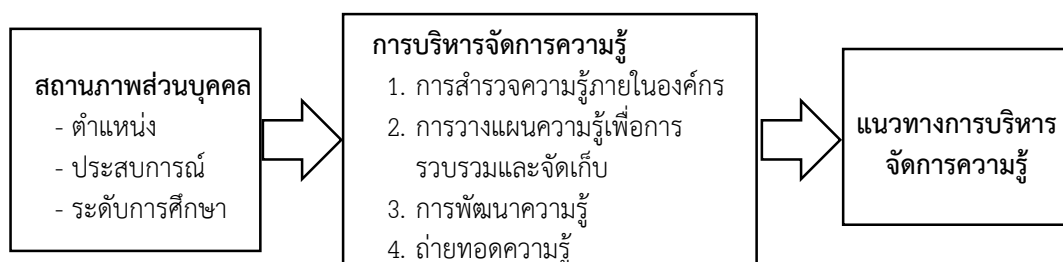 สถานภาพส่วนบุคคล
- ตำแหน่ง
- ประสบการณ์
- ระดับการศึกษา
การบริหารจัดการความรู้
1. การสำรวจความรู้ภายในองค์กร
2. การวางแผนความรู้เพื่อการ
รวบรวมและจัดเก็บ
3. การพัฒนาความรู้
4. ถ่ายทอดความรู้
แนวทางการบริหาร
จัดการความรู้